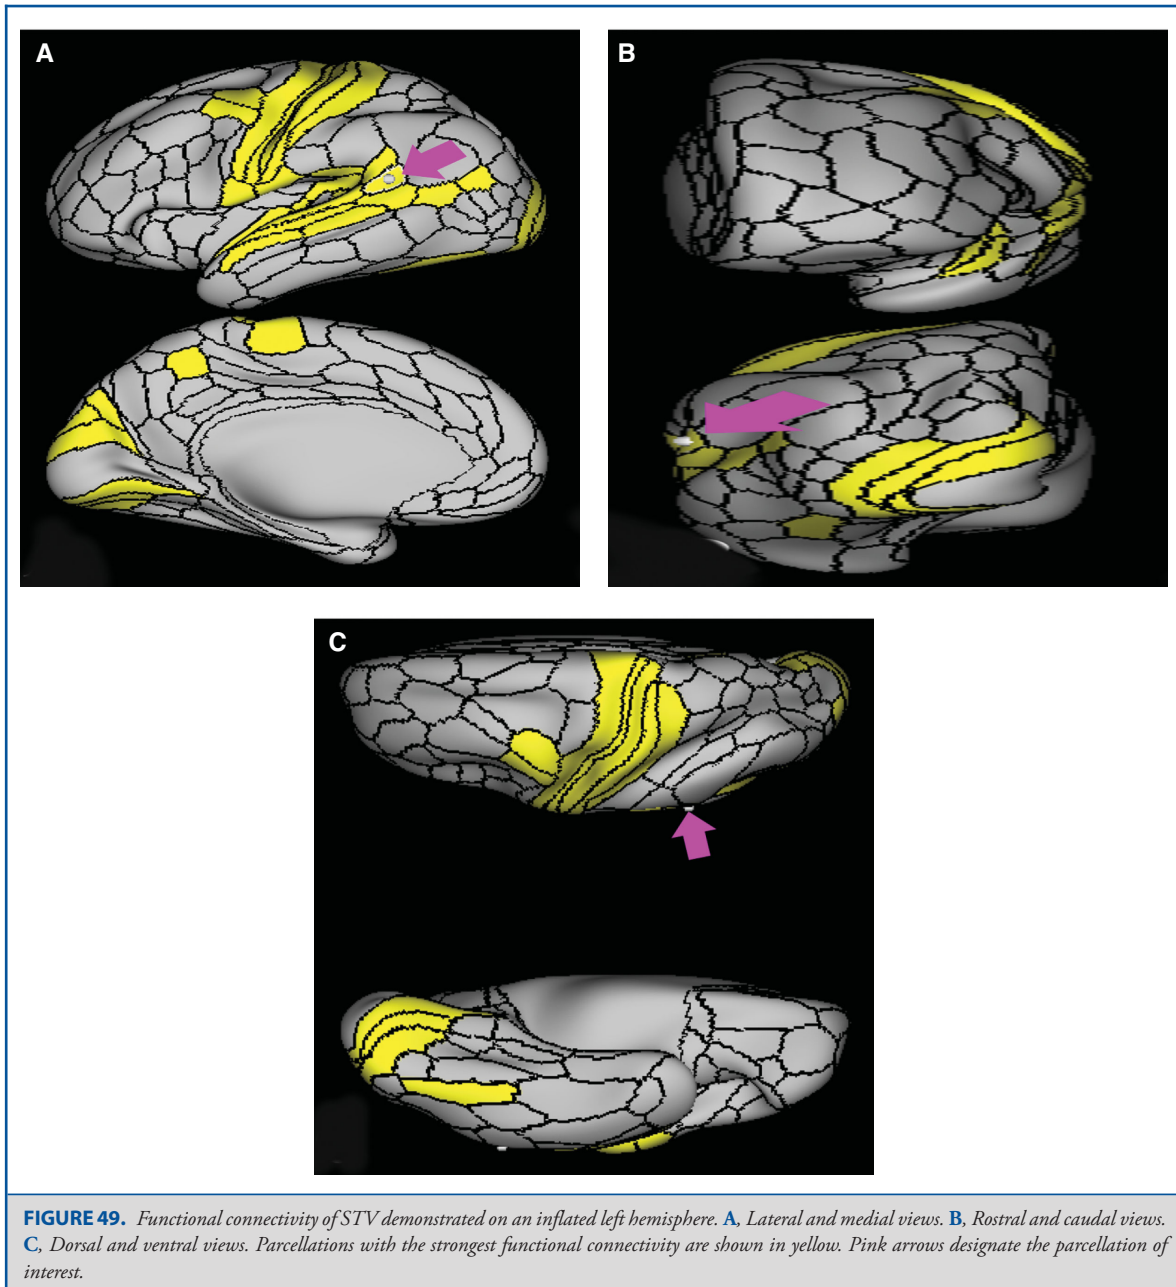 A
B
C
FIGURE 49. Functional connectivity of STV demonstrated on an inflated left hemisphere. A, Lateral and medial views. B, Rostral and caudal views.
C, Dorsal and ventral views. Parcellations with the strongest functional connectivity are shown in yellow. Pink arrows designate the parcellation of
interest.